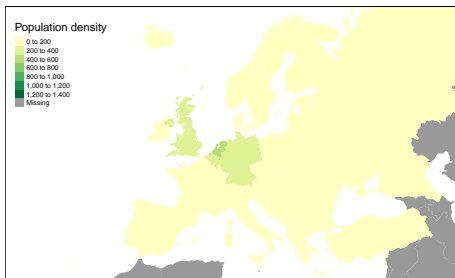 Population density
0 to 200
200 to 400
400 to 600
600 to 800
800 to 1,000
1,000 to 1,200
1,200 to 1,400
Missing